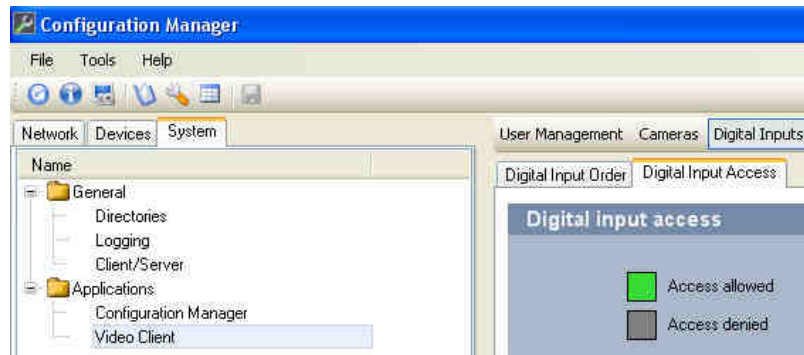 Configuration Manager
File Tools Help
Network Devices System
Name
General
Directories
Logging
Client/Server
Applications
Configuration Manager
Video Client
User Management Cameras Digital Inputs
Digital Input Order Digital Input Access
Digital input access
Access allowed
Access denied